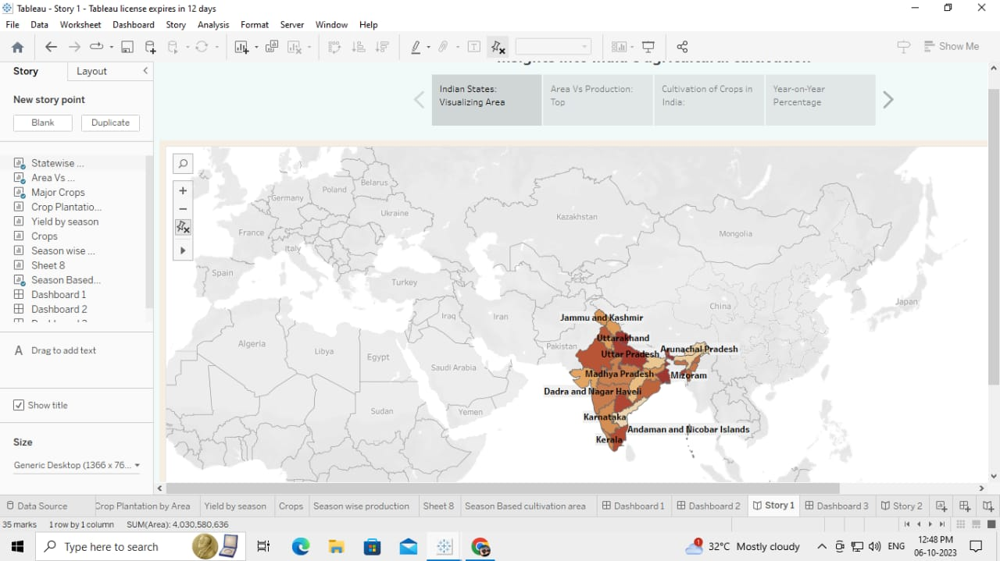 Tableau - Story 1 - Tableau license expires in 12 days
File Data Worksheet Dashboard Story Analysis Format Server Window Help
Show Me
Story Layout
New story point
Blank Duplicate
Statewise ...
Area Vs ...
Major Crops
Crop Plantatio...
Yield by season
Crops
Season wise ...
Sheet 8
Season Based...
Dashboard 1
Dashboard 2
A Drag to add text
Show title
Size
Generic Desktop (1366 x 76...
Indian States:
Visualizing Area
Area Vs Production:
Top
Cultivation of Crops in
India:
Year-on-Year
Percentage
Belarus
Poland
Germany
Ukraine
Kazakhstan
France
Mongolia
Italy
Spain
Turkey
Japan
China
Iraq
Iran
Jammu and Kashmir
Uttarakhand
Pakistan
Arunachal Pradesh
Algeria
Libya
Egypt
Uttar Pradesh
Saudi Arabia
Madhya Pradesh
Mizoram
Dadra and Nagar Haveli
Sudan
Yemen
Karnataka
Andaman and Nicobar Islands
Kerala
Data Source Crop Plantation by Area Yield by season Crops Season wise production Sheet 8 Season Based cultivation area Dashboard 1 Dashboard 2 Story 1 Dashboard 3 Story 2
35 marks 1 row by 1 column SUM(Area): 4,030,580,636
Type here to search
1
32°C Mostly cloudy
ENG
12:48 PM
06-10-2023